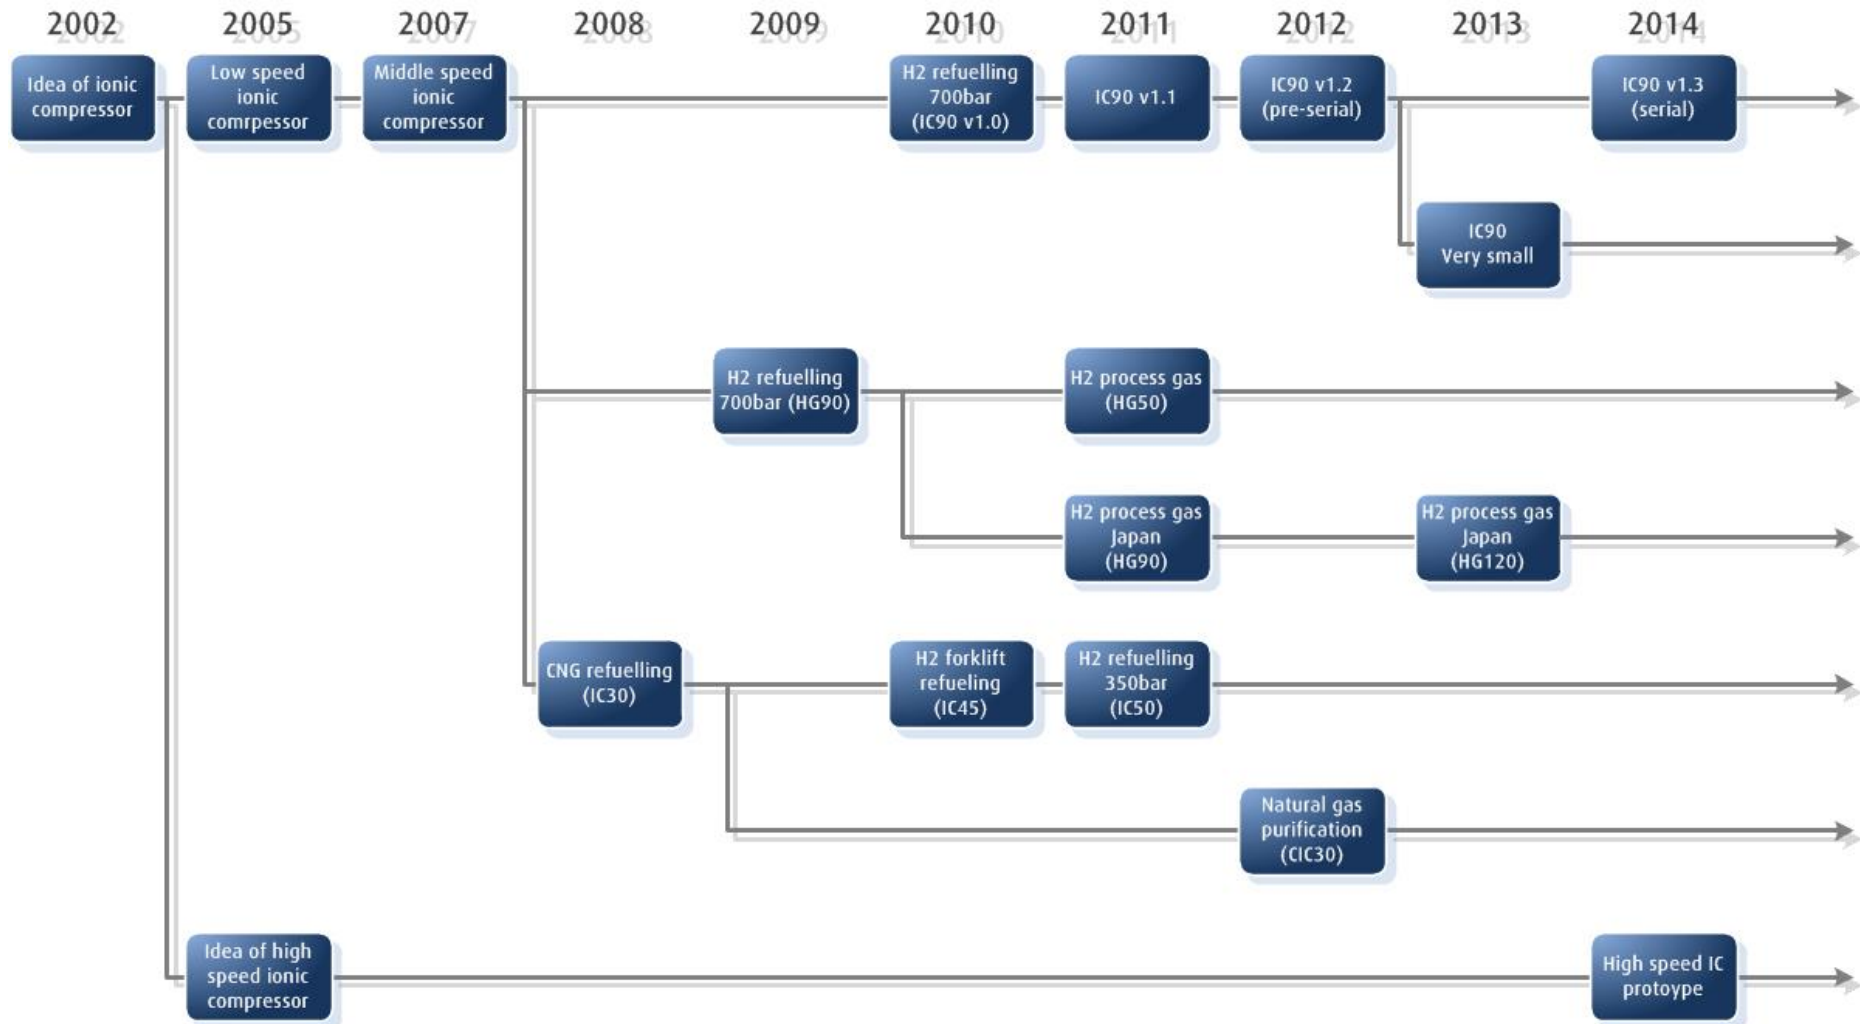 2002 2005 2007 2008 2009 2010 2011 2012 2013 2014
Idea of ionic
compressor
Low speed
ionic
comrpessor
Middle speed
ionic
compressor
H2 refuelling
700bar
(IC90 v1.0)
IC90 v1.1
IC90 v1.2
(pre-serial)
IC90 v1.3
(serial)
IC90
Very small
H2 refuelling
700bar (HG90)
H2 process gas
(HG50)
H2 process gas
Japan
(HG90)
H2 process gas
Japan
(HG120)
CNG refuelling
(IC30)
H2 forklift
refueling
(IC45)
H2 refuelling
350bar
(IC50)
Natural gas
purification
(CIC30)
Idea of high
speed ionic
compressor
High speed IC
protoype